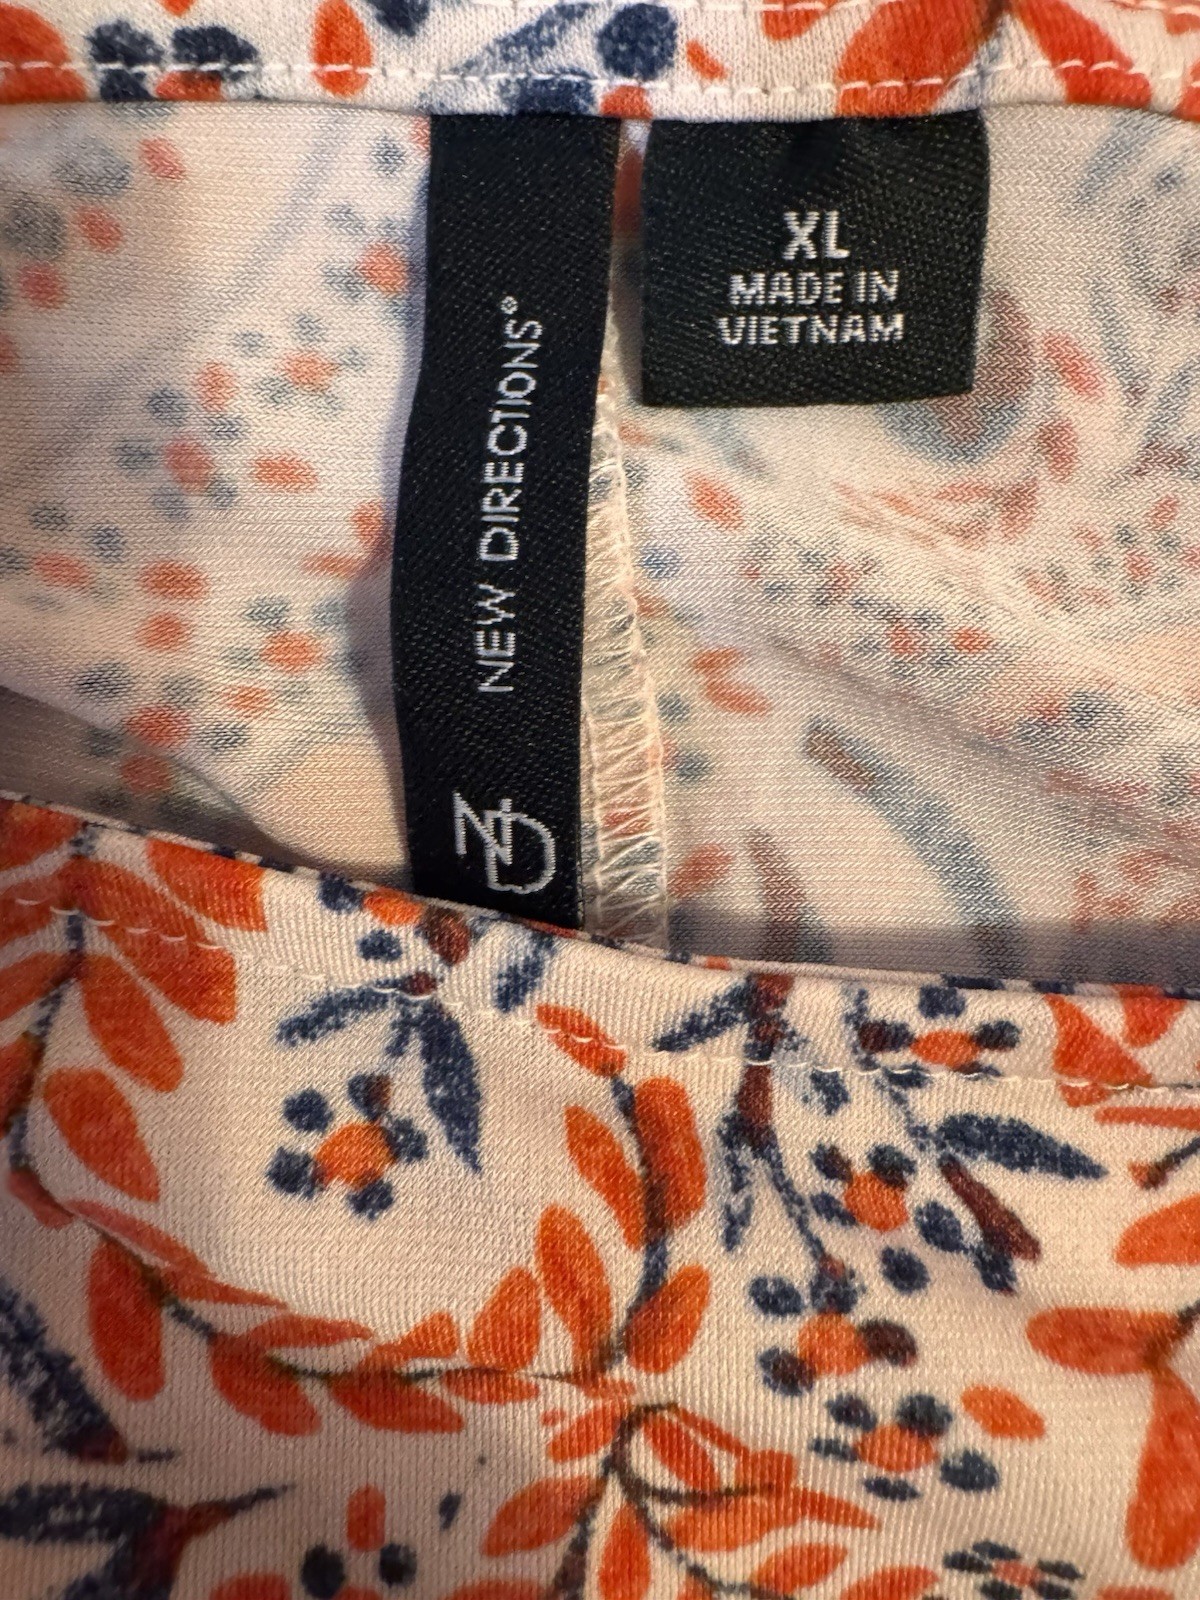 NEW DIRECTIONS®
ND
XL
MADE IN
VIETNAM